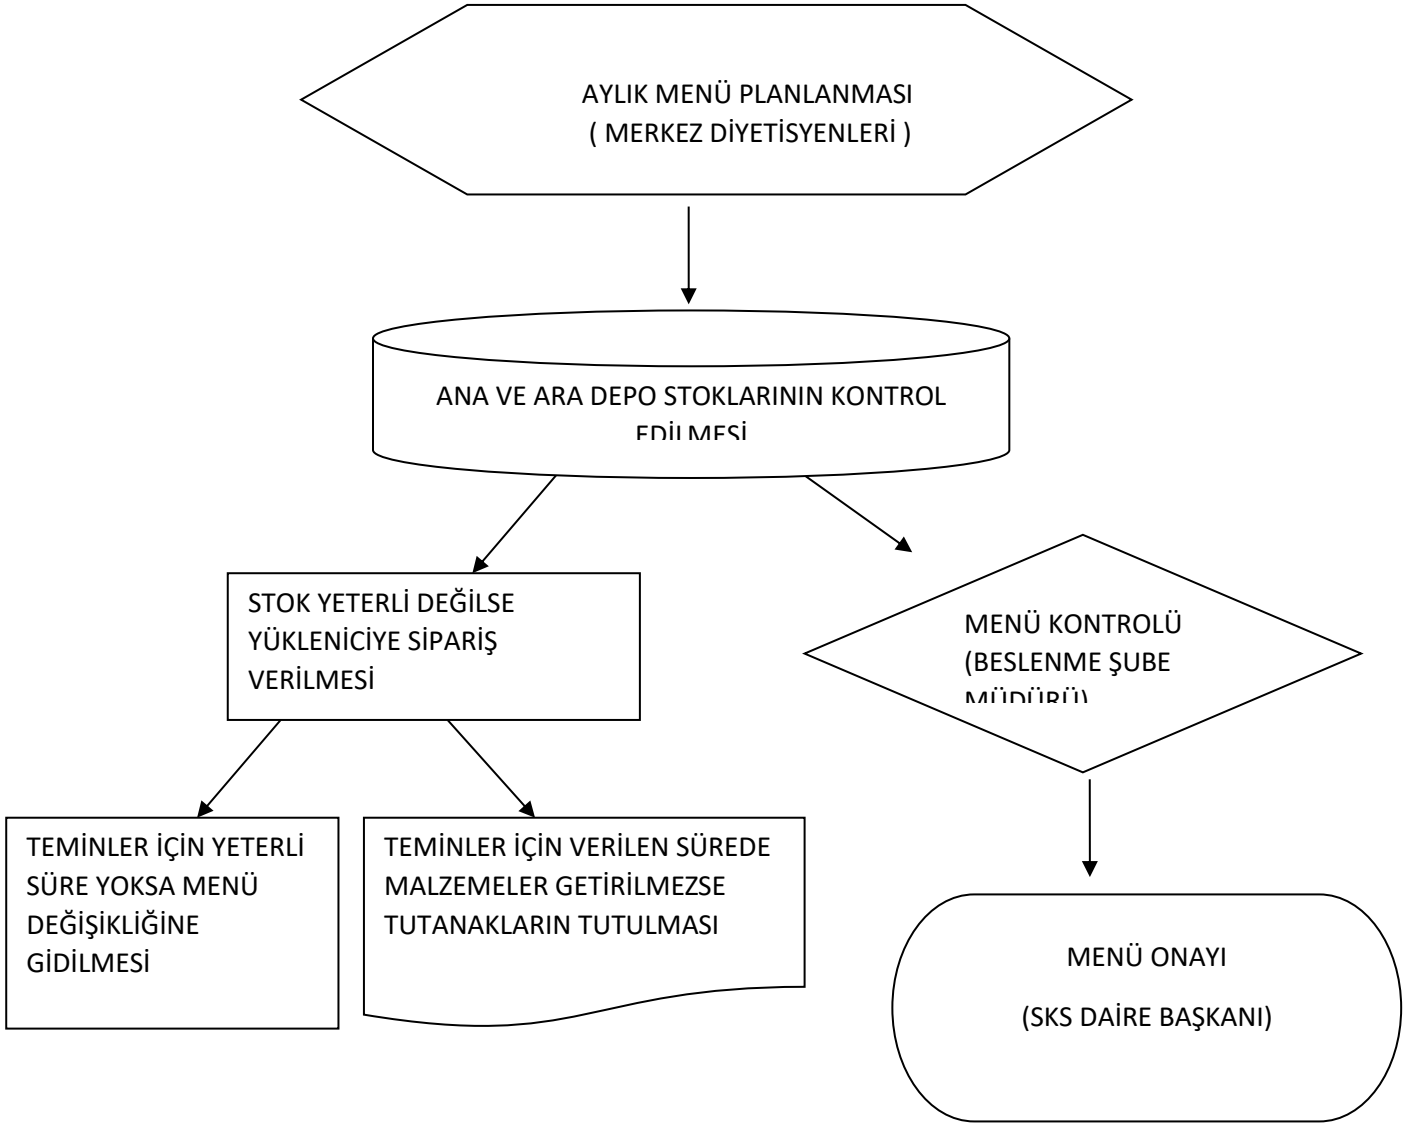 AYLIK MENÜ PLANLANMASI
( MERKEZ DİYETİSYENLERİ )
ANA VE ARA DEPO STOKLARININ KONTROL
EDİLMESİ
STOK YETERLİ DEĞİLSE
YÜKLENİCİYE SİPARİŞ
VERİLMESİ
MENÜ KONTROLÜ
(BESLENME ŞUBE
MÜDÜRÜ)
TEMİNLER İÇİN YETERLİ
SÜRE YOKSA MENÜ
DEĞİŞİKLİĞİNE
GİDİLMESİ
TEMİNLER İÇİN VERİLEN SÜREDE
MALZEMELER GETİRİLMEZSE
TUTANAKLARIN TUTULMASI
MENÜ ONAYI
(SKS DAİRE BAŞKANI)